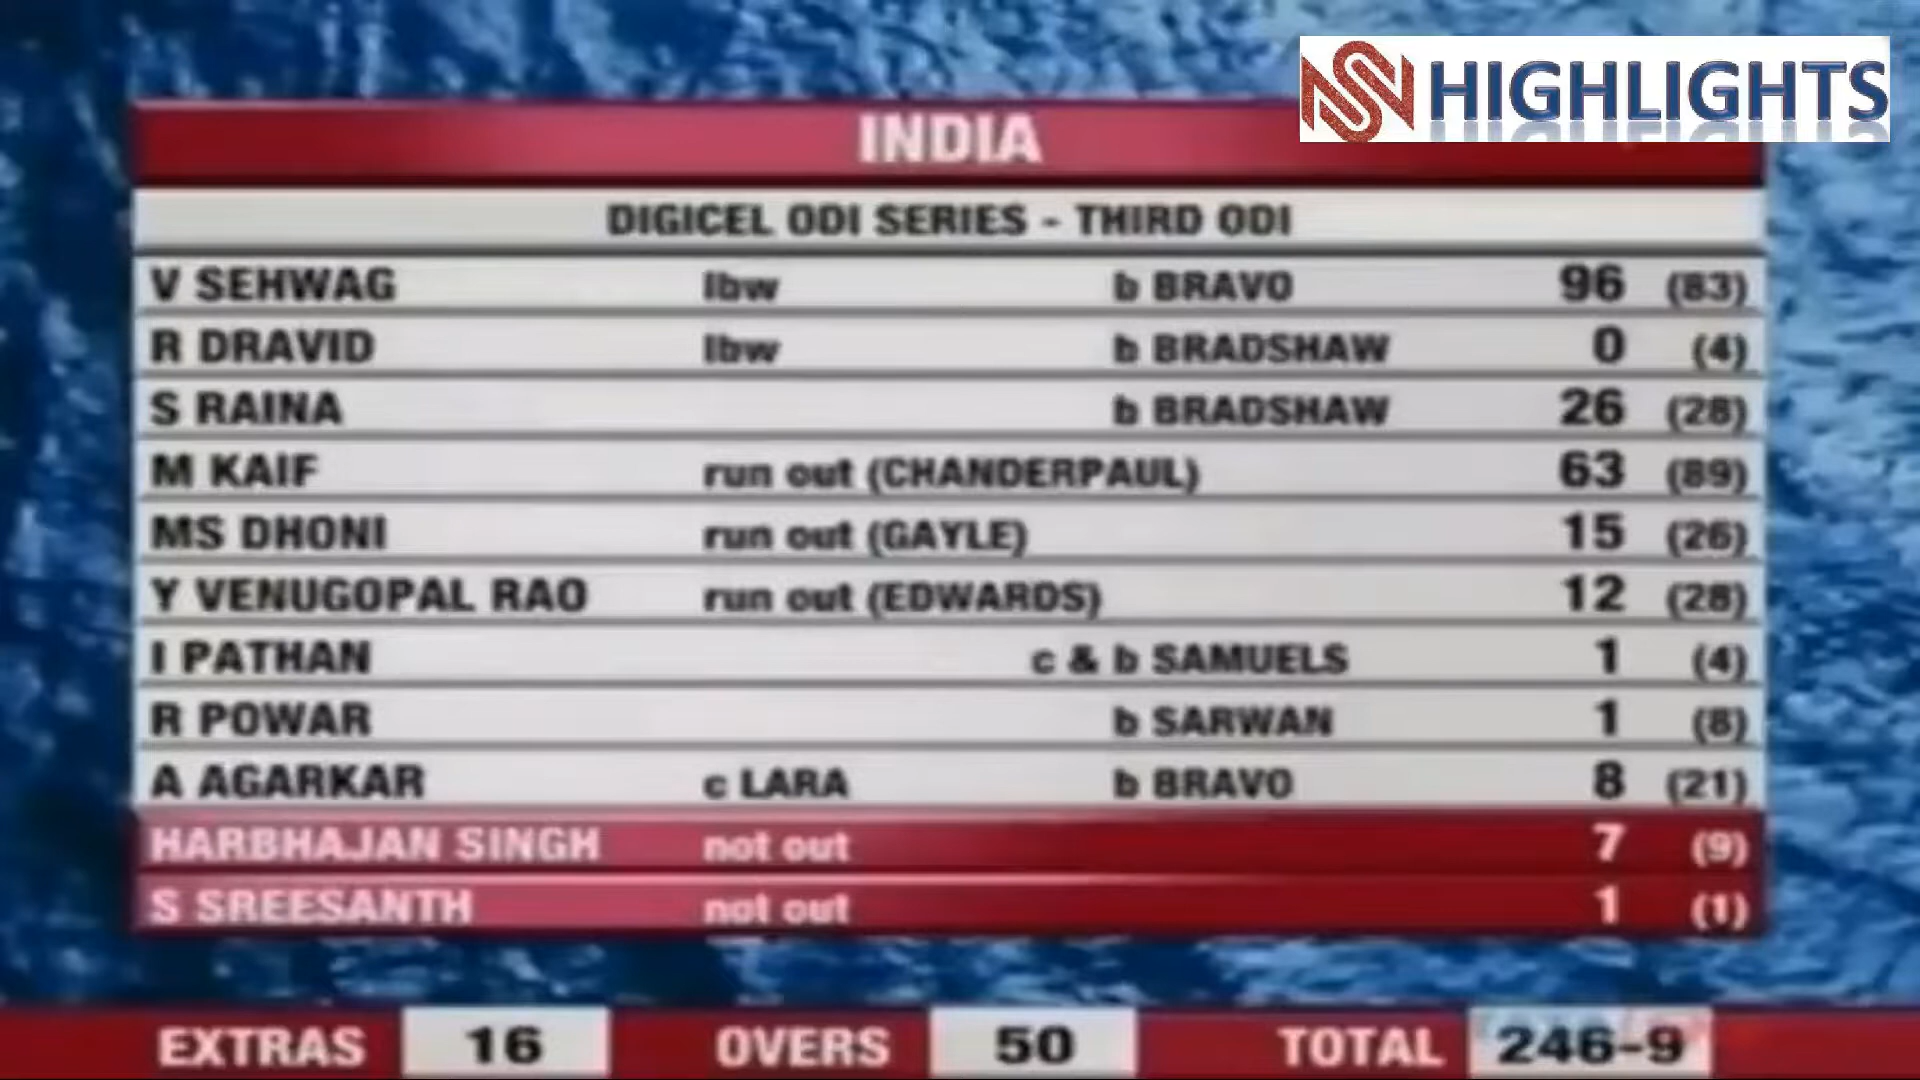 HIGHLIGHTS
INDIA
DIGICEL ODI SERIES - THIRD ODI
V SEHWAG lbw b BRAVO 96 (83)
R DRAVID lbw b BRADSHAW 0 (4)
S RAINA b BRADSHAW 26 (28)
M KAIF run out (CHANDERPAUL) 63 (89)
MS DHONI run out (GAYLE) 15 (26)
Y VENUGOPAL RAO run out (EDWARDS) 12 (28)
I PATHAN c & b SAMUELS 1 (4)
R POWAR b SARWAN 1 (8)
A AGARKAR c LARA b BRAVO 8 (21)
HARBHAJAN SINGH not out 7 (9)
S SREESANTH not out 1 (1)
EXTRAS 16 OVERS 50 TOTAL 246-9